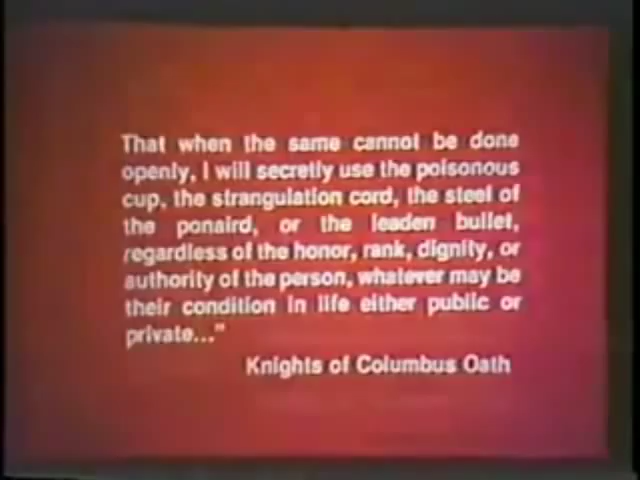 That when the same cannot be done
openly, I will secretly use the poisonous
cup, the strangulation cord, the steel of
the ponaird, or the leaden bullet,
regardless of the honor, rank, dignity, or
authority of the person, whatever may be
their condition in life either public or
private..."
Knights of Columbus Oath